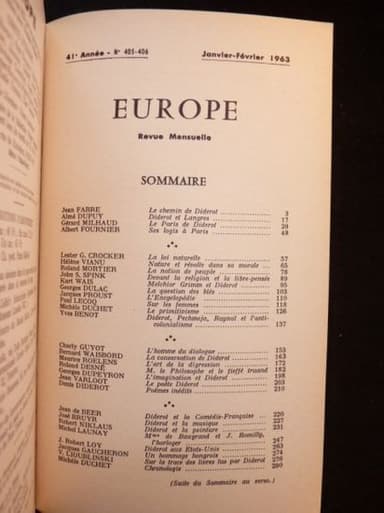 41e Année - N° 405-406 Janvier-Février 1963
EUROPE
Revue Mensuelle
SOMMAIRE
Jean FABRE Le chemin de Diderot 3
Aimé DUPUY Diderot et Langres 17
Gérard MILHAUD Le Paris de Diderot 29
Albert FOURNIER Ses logis à Paris 43
Lester G. CROCKER La loi naturelle 57
Hélène VIANU Nature et révolte dans sa morale 65
Roland MORTIER La notion de peuple 78
John S. SPINK Devant la religion et la libre-pensée 89
Kurt WAIS Melchior Grimm et Diderot 95
Georges DULAC La question des blés 103
Jacques PROUST L'Encyclopédie 110
Paul LECOQ Sur les femmes 118
Michèle DUCHET Le primitivisme 126
Yves BENOT Diderot, Pechmeja, Raynal et l'anti-
colonialisme 137
Charly GUYOT L'homme du dialogue 153
Bernard WAISBORD La conversation de Diderot 163
Maurice ROELENS L'art de la digression 172
Roland DESNÉ M. le Philosophe et le fieffé truand 182
Georges DUPEYRON L'imagination et Diderot 188
Jean VARLOOT Le poète Diderot 203
Denis DIDEROT Poèmes inédits 210
Jean de BEER Diderot et la Comédie-Française 220
José BRUYR Diderot et la musique 227
Robert NIKLAUS Diderot et la peinture 231
Michel LAUNAY Mme de Beaugrand et J. Romilly,
l'horloger 247
J. Robert LOY Diderot aux Etats-Unis 263
Jacques GAUCHERON Un hommage hongrois 274
V. LIOUBLINSKI Sur la trace des livres lus par Diderot 276
Michèle DUCHET Chronologie 290
(Suite du Sommaire au verso.)